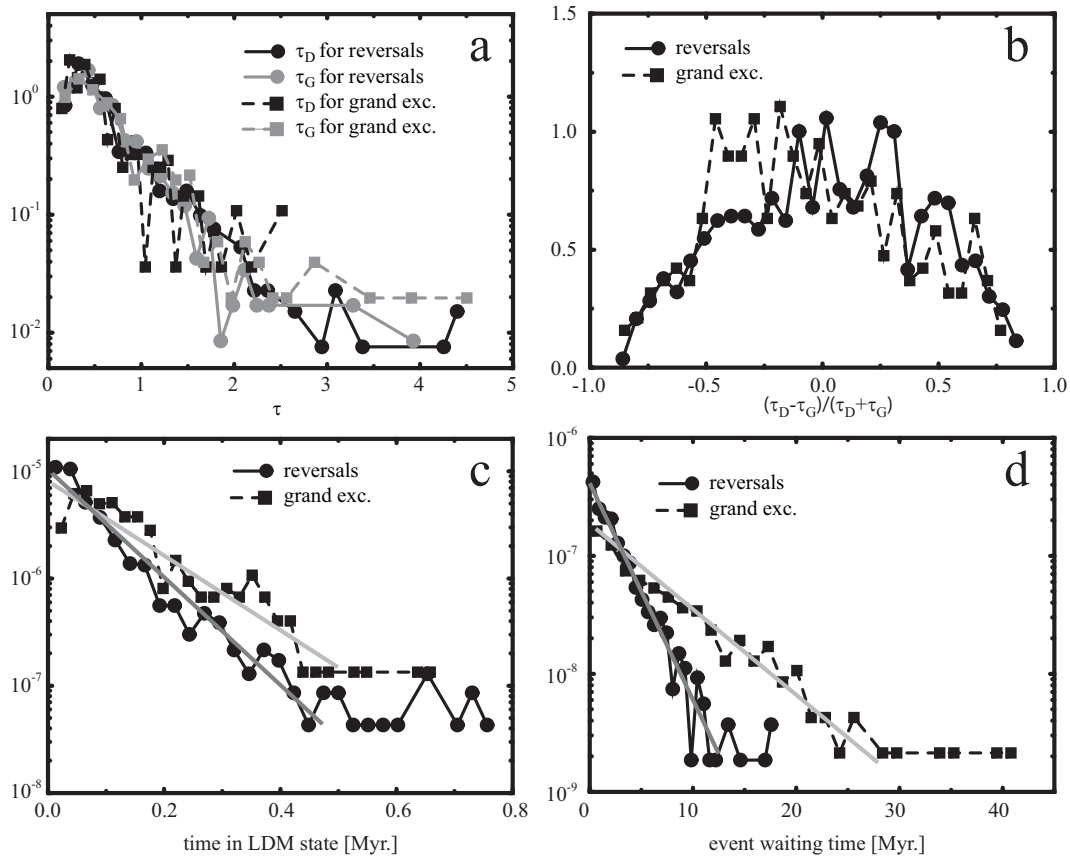 a
τD for reversals
τG for reversals
τD for grand exc.
τG for grand exc.
10^0
10^-1
10^-2
0 1 2 3 4 5
τ
b
reversals
grand exc.
1.5
1.0
0.5
0.0
-1.0 -0.5 0.0 0.5 1.0
(τD-τG)/(τD+τG)
c
reversals
grand exc.
10^-5
10^-6
10^-7
10^-8
0.0 0.2 0.4 0.6 0.8
time in LDM state [Myr.]
d
reversals
grand exc.
10^-6
10^-7
10^-8
10^-9
0 10 20 30 40
event waiting time [Myr.]